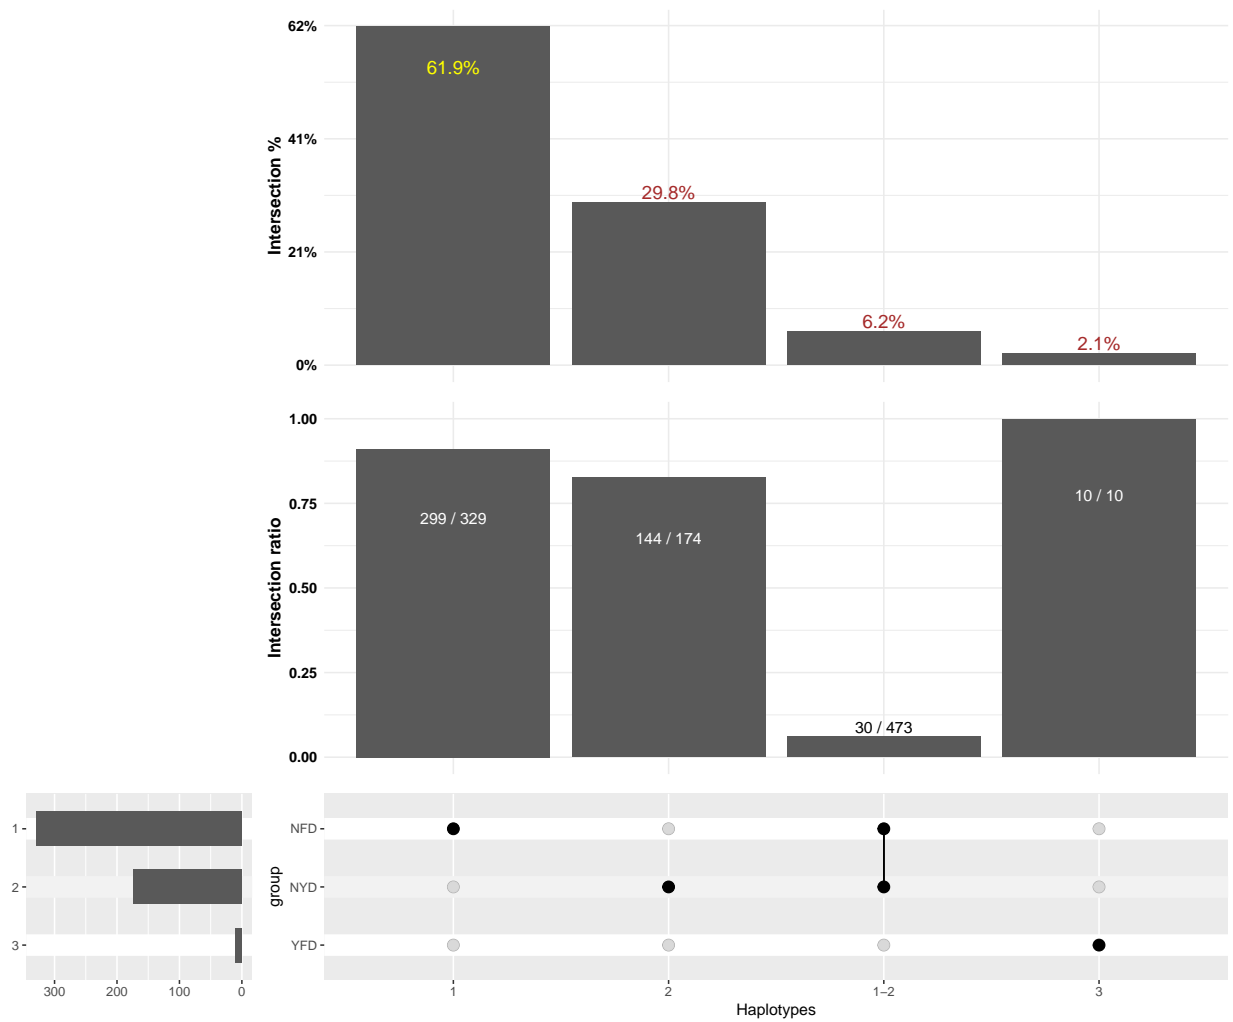 62%
41%
21%
0%
Intersection %
61.9%
29.8%
6.2%
2.1%
1.00
0.75
0.50
0.25
0.00
Intersection ratio
299 / 329
144 / 174
30 / 473
10 / 10
1
2
3
300 200 100 0
group
NFD
NYD
YFD
1 2 1−2 3
Haplotypes